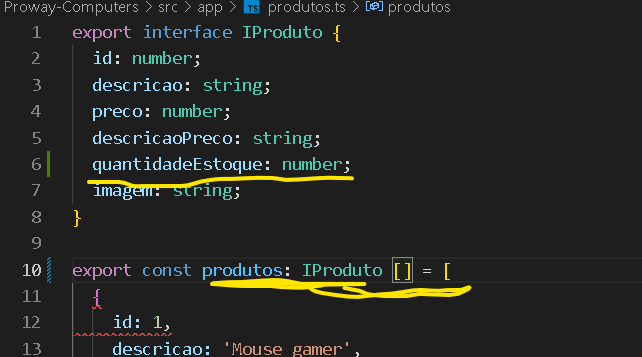 Proway-Computers > src > app > TS produtos.ts > produtos
1 export interface IProduto {
2 id: number;
3 descricao: string;
4 preco: number;
5 descricaoPreco: string;
6 quantidadeEstoque: number;
7 imagem: string;
8 }
9
10 export const produtos: IProduto [] = [
11 {
12 id: 1,
13 descricao: 'Mouse gamer',